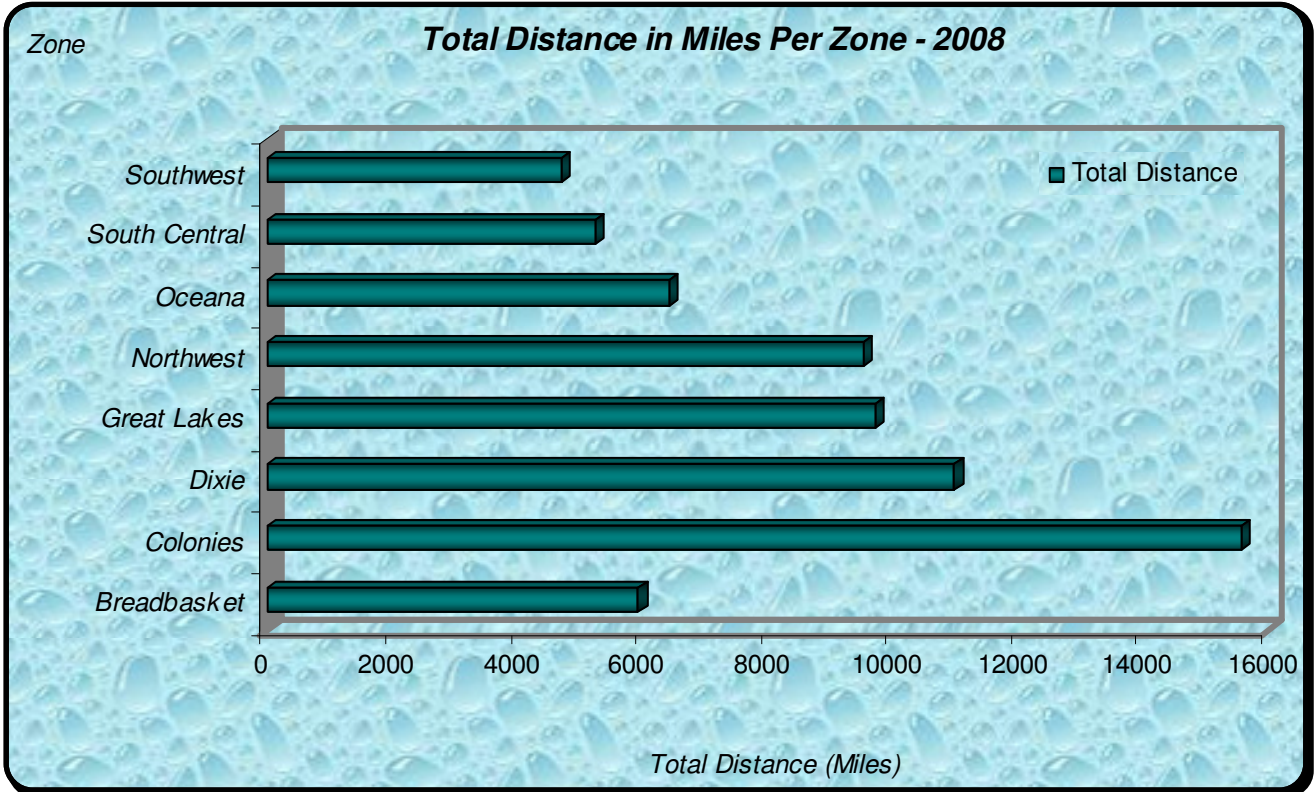 Zone
Total Distance in Miles Per Zone - 2008
Total Distance
Southwest
South Central
Oceana
Northwest
Great Lakes
Dixie
Colonies
Breadbasket
0 2000 4000 6000 8000 10000 12000 14000 16000
Total Distance (Miles)